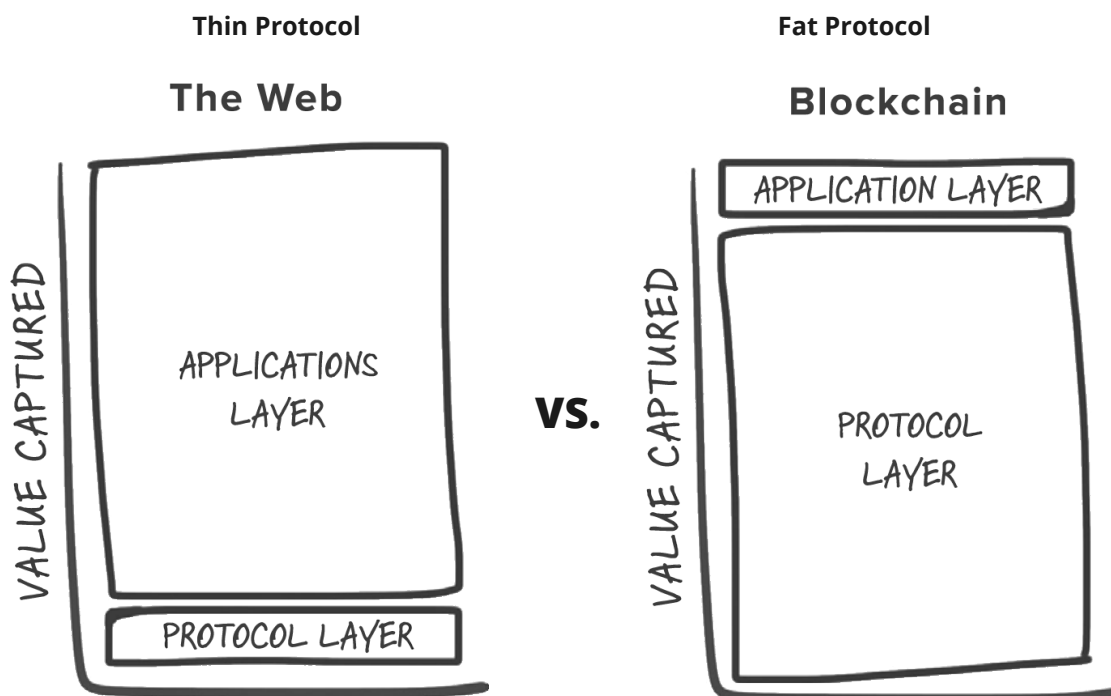 Thin Protocol
The Web
VALUE CAPTURED
APPLICATIONS
LAYER
PROTOCOL LAYER
VS.
Fat Protocol
Blockchain
VALUE CAPTURED
APPLICATION LAYER
PROTOCOL
LAYER